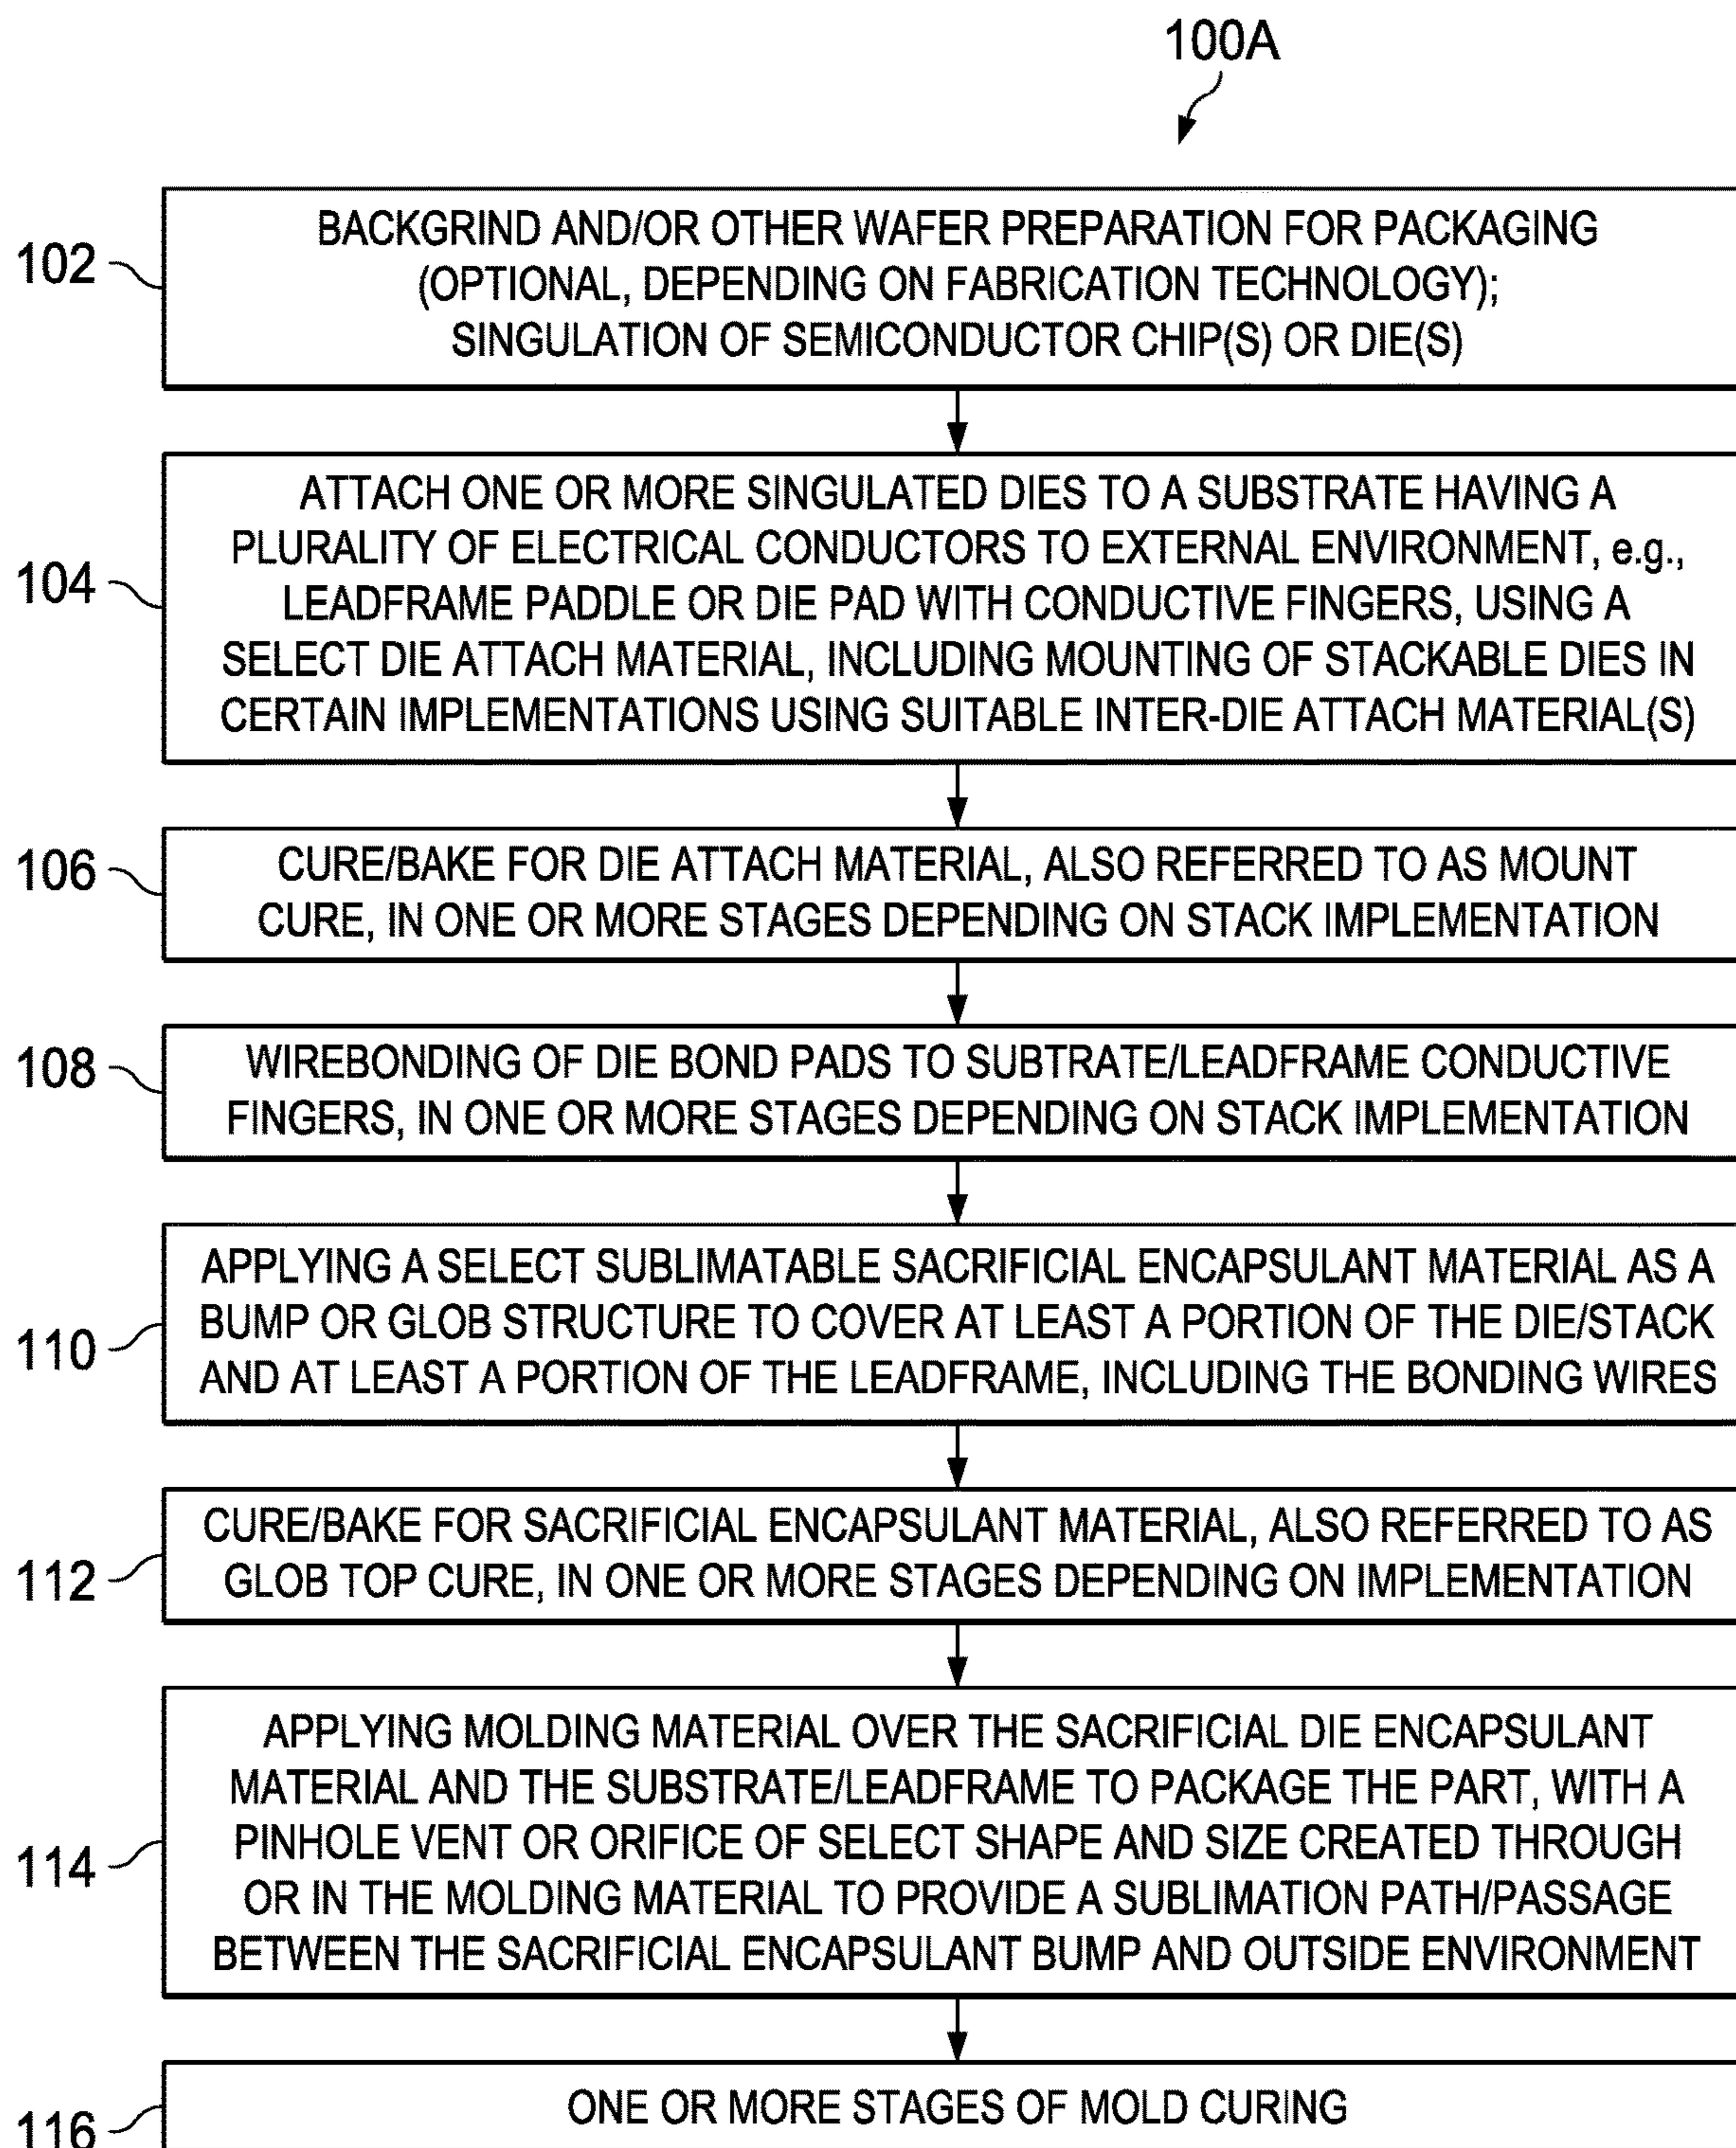 100A
102
BACKGRIND AND/OR OTHER WAFER PREPARATION FOR PACKAGING
(OPTIONAL, DEPENDING ON FABRICATION TECHNOLOGY);
SINGULATION OF SEMICONDUCTOR CHIP(S) OR DIE(S)
104
ATTACH ONE OR MORE SINGULATED DIES TO A SUBSTRATE HAVING A
PLURALITY OF ELECTRICAL CONDUCTORS TO EXTERNAL ENVIRONMENT, e.g.,
LEADFRAME PADDLE OR DIE PAD WITH CONDUCTIVE FINGERS, USING A
SELECT DIE ATTACH MATERIAL, INCLUDING MOUNTING OF STACKABLE DIES IN
CERTAIN IMPLEMENTATIONS USING SUITABLE INTER-DIE ATTACH MATERIAL(S)
106
CURE/BAKE FOR DIE ATTACH MATERIAL, ALSO REFERRED TO AS MOUNT
CURE, IN ONE OR MORE STAGES DEPENDING ON STACK IMPLEMENTATION
108
WIREBONDING OF DIE BOND PADS TO SUBTRATE/LEADFRAME CONDUCTIVE
FINGERS, IN ONE OR MORE STAGES DEPENDING ON STACK IMPLEMENTATION
110
APPLYING A SELECT SUBLIMATABLE SACRIFICIAL ENCAPSULANT MATERIAL AS A
BUMP OR GLOB STRUCTURE TO COVER AT LEAST A PORTION OF THE DIE/STACK
AND AT LEAST A PORTION OF THE LEADFRAME, INCLUDING THE BONDING WIRES
112
CURE/BAKE FOR SACRIFICIAL ENCAPSULANT MATERIAL, ALSO REFERRED TO AS
GLOB TOP CURE, IN ONE OR MORE STAGES DEPENDING ON IMPLEMENTATION
114
APPLYING MOLDING MATERIAL OVER THE SACRIFICIAL DIE ENCAPSULANT
MATERIAL AND THE SUBSTRATE/LEADFRAME TO PACKAGE THE PART, WITH A
PINHOLE VENT OR ORIFICE OF SELECT SHAPE AND SIZE CREATED THROUGH
OR IN THE MOLDING MATERIAL TO PROVIDE A SUBLIMATION PATH/PASSAGE
BETWEEN THE SACRIFICIAL ENCAPSULANT BUMP AND OUTSIDE ENVIRONMENT
116
ONE OR MORE STAGES OF MOLD CURING